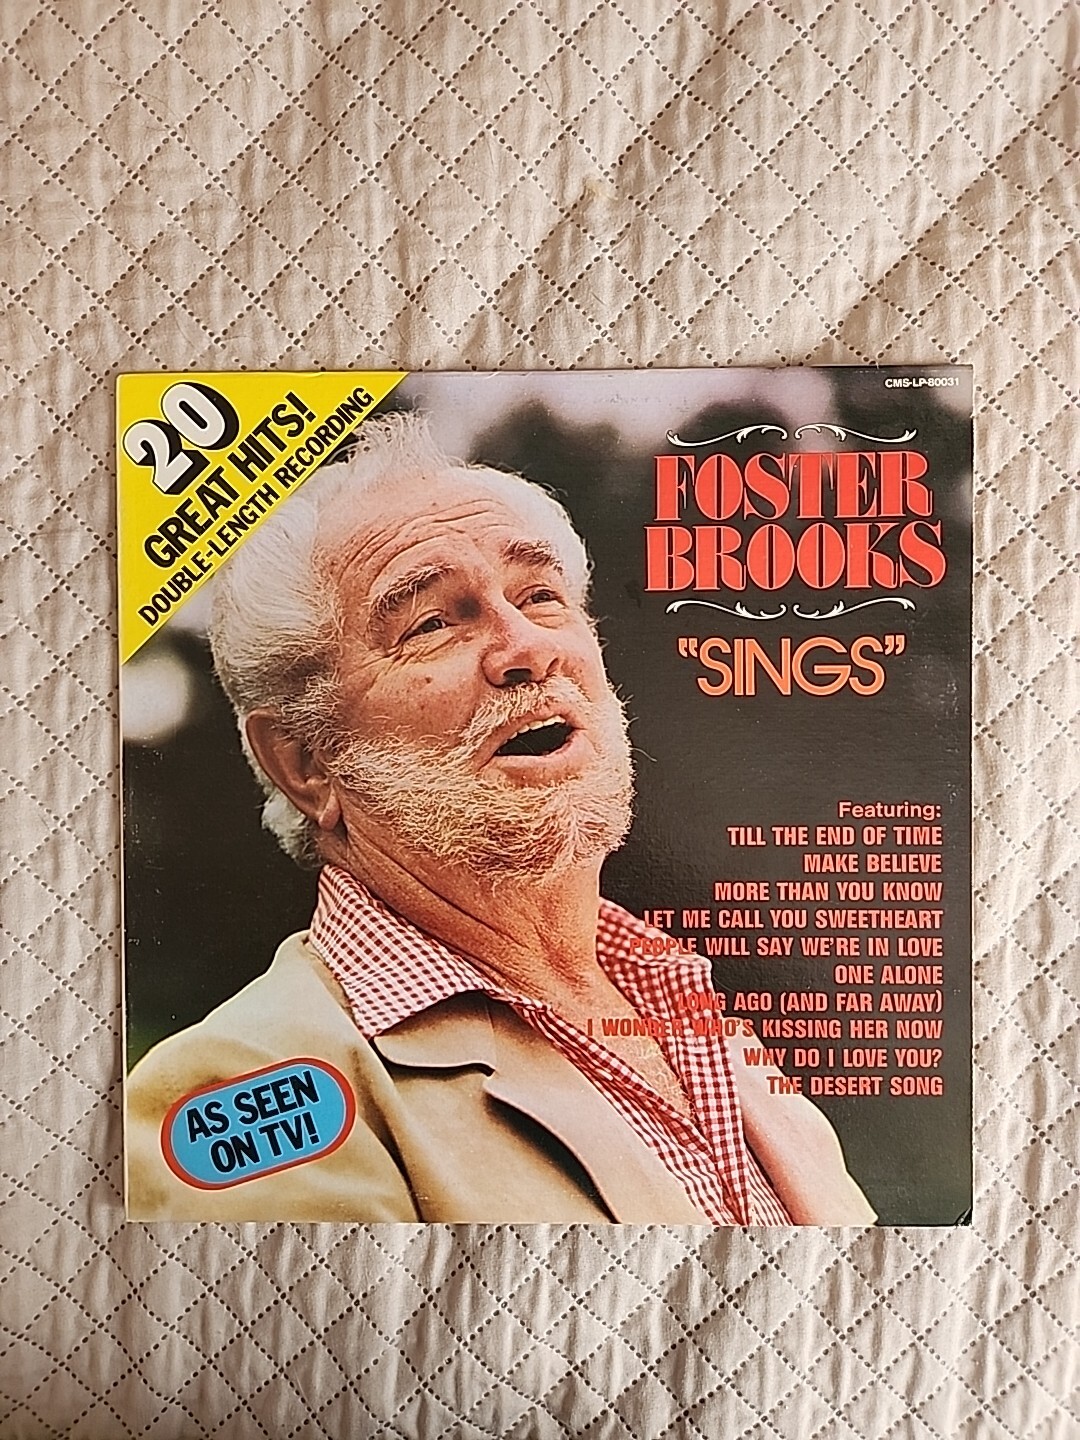 20
GREAT HITS!
DOUBLE-LENGTH RECORDING
CMS-LP-80031
FOSTER
BROOKS
“SINGS”
Featuring:
TILL THE END OF TIME
MAKE BELIEVE
MORE THAN YOU KNOW
LET ME CALL YOU SWEETHEART
PEOPLE WILL SAY WE'RE IN LOVE
ONE ALONE
LONG AGO (AND FAR AWAY)
I WONDER WHO'S KISSING HER NOW
WHY DO I LOVE YOU?
THE DESERT SONG
AS SEEN
ON TV!